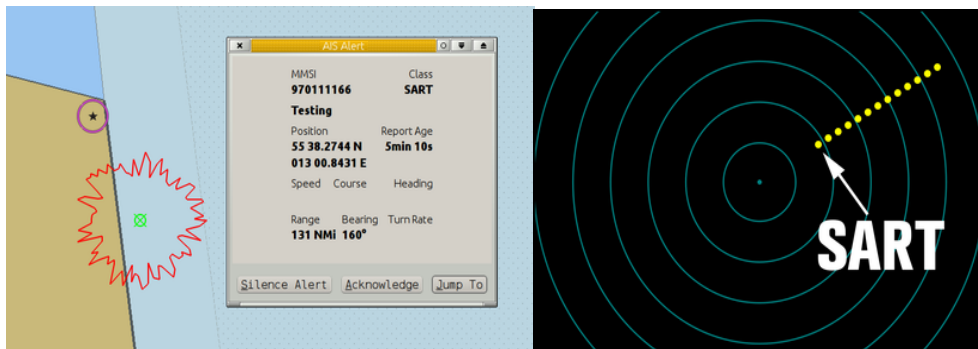 AIS Alert
MMSI Class
970111166 SART
Testing
Position Report Age
55 38.2744 N 5min 10s
013 00.8431 E
Speed Course Heading
Range Bearing Turn Rate
131 NMi 160°
Silence Alert Acknowledge Jump To
SART